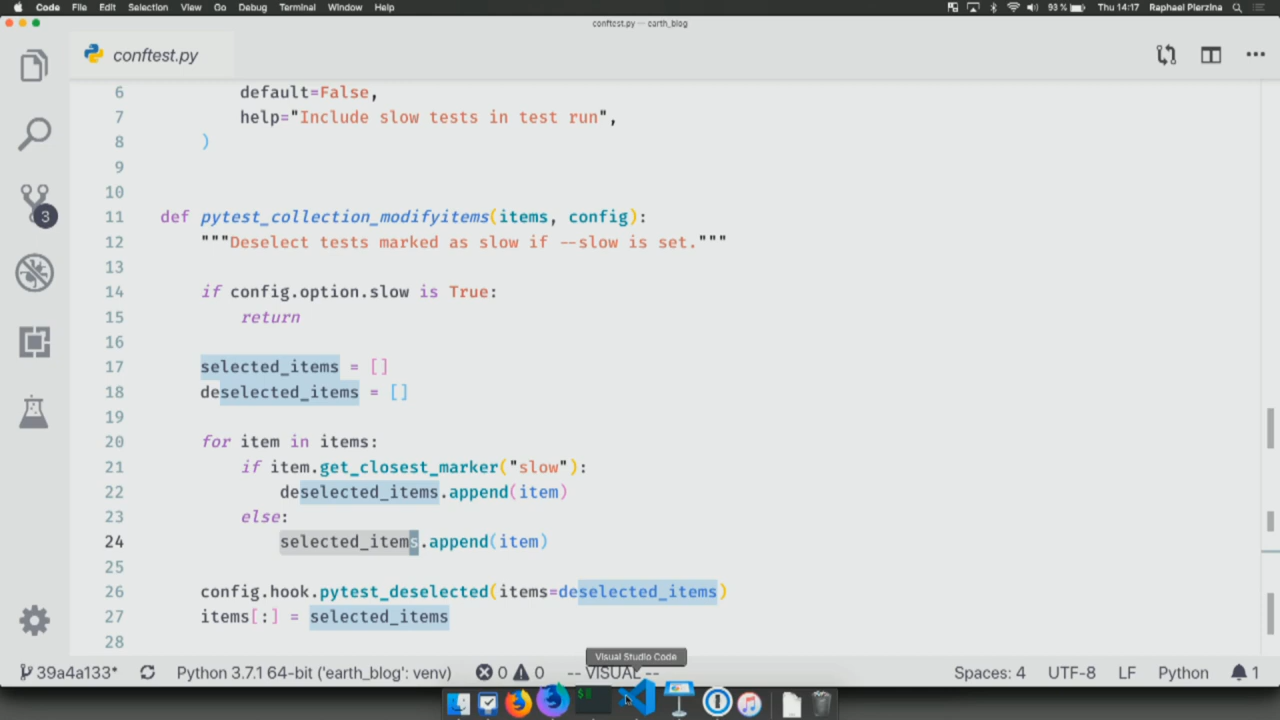 Code File Edit Selection View Go Debug Terminal Window Help 93 % Thu 14:17 Raphael Pierzina
conftest.py — earth_blog
conftest.py
6 default=False,
7 help="Include slow tests in test run",
8 )
9
10
11 def pytest_collection_modifyitems(items, config):
12 """Deselect tests marked as slow if --slow is set."""
13
14 if config.option.slow is True:
15 return
16
17 selected_items = []
18 deselected_items = []
19
20 for item in items:
21 if item.get_closest_marker("slow"):
22 deselected_items.append(item)
23 else:
24 selected_items.append(item)
25
26 config.hook.pytest_deselected(items=deselected_items)
27 items[:] = selected_items
28
3
Visual Studio Code
39a4a133* Python 3.7.1 64-bit ('earth_blog': venv) 0 0 -- VISUAL -- Spaces: 4 UTF-8 LF Python 1